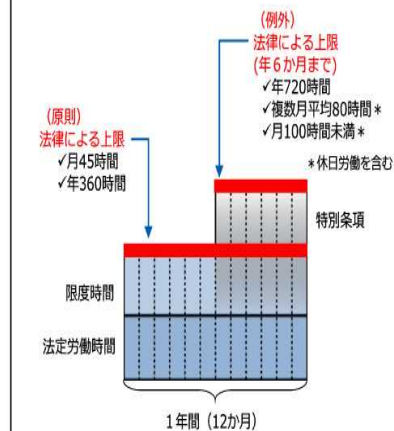 (例外)
法律による上限
(年6か月まで)
✓年720時間
✓複数月平均80時間*
✓月100時間未満*
*休日労働を含む
(原則)
法律による上限
✓月45時間
✓年360時間
特別条項
限度時間
法定労働時間
1年間(12か月)